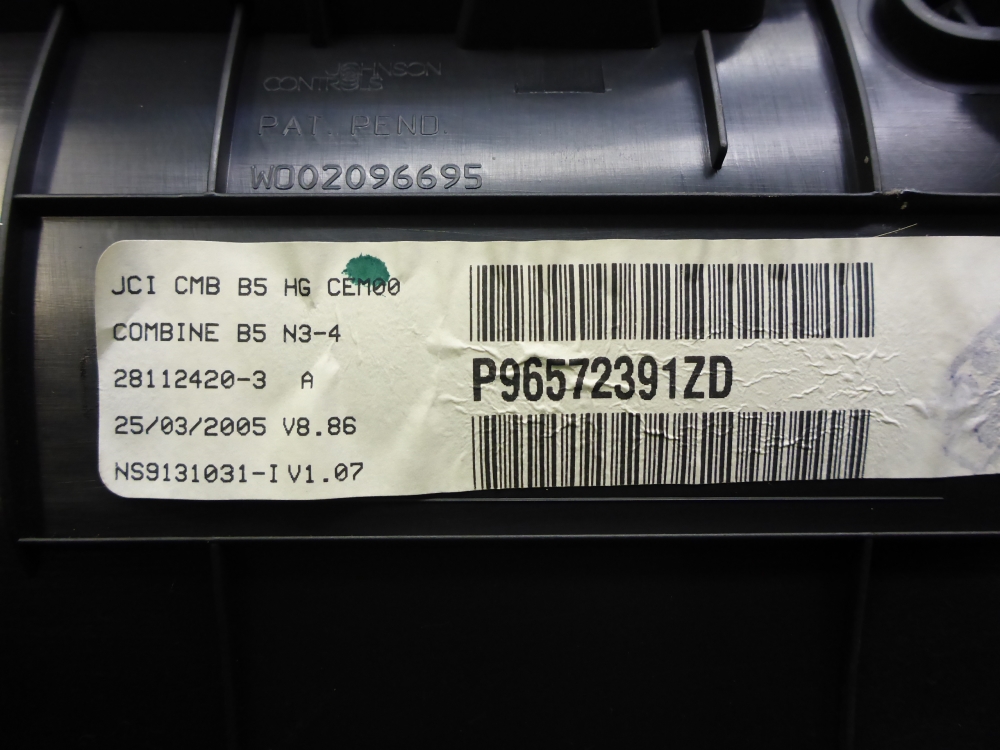 JOHNSON
CONTROLS
PAT. PEND.
WO02096695
JCI CMB B5 HG CEM00
COMBINE B5 N3-4
28112420-3 A
25/03/2005 V8.86
NS9131031-I V1.07
P96572391ZD